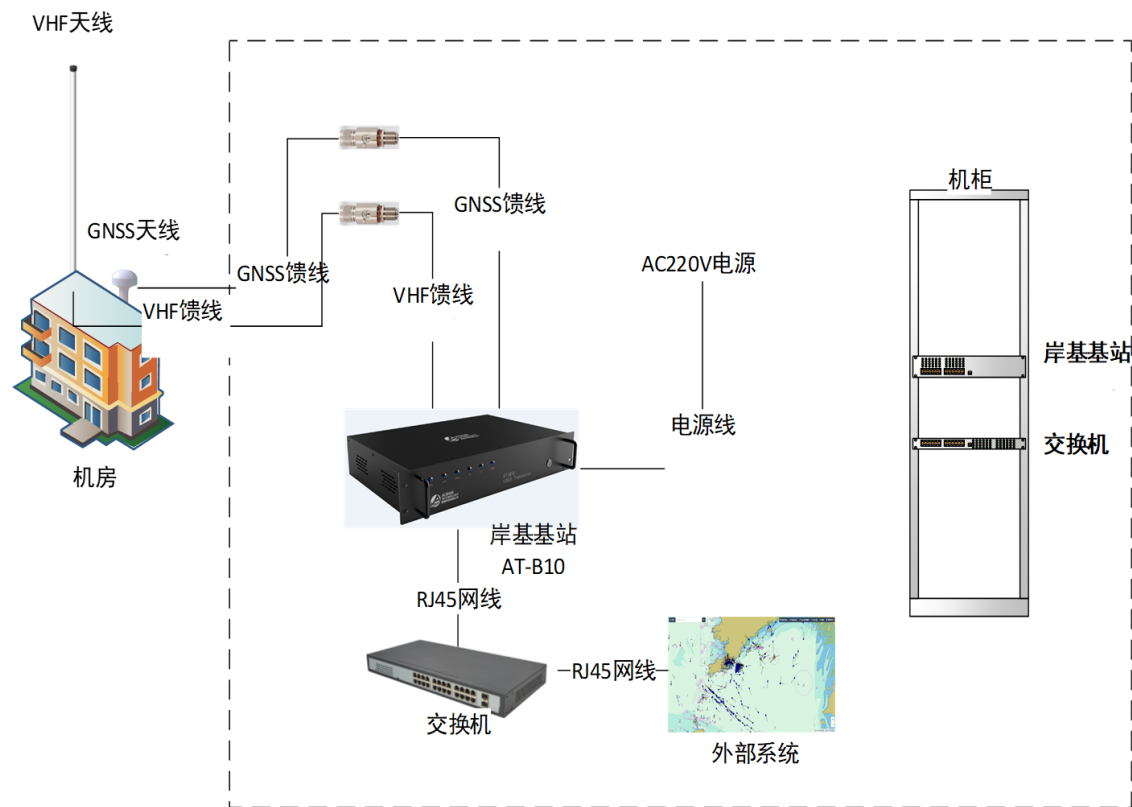 VHF天线
GNSS天线
GNSS馈线
VHF馈线
GNSS馈线
VHF馈线
AC220V电源
电源线
机柜
岸基基站
交换机
机房
岸基基站
AT-B10
RJ45网线
RJ45网线
交换机
外部系统